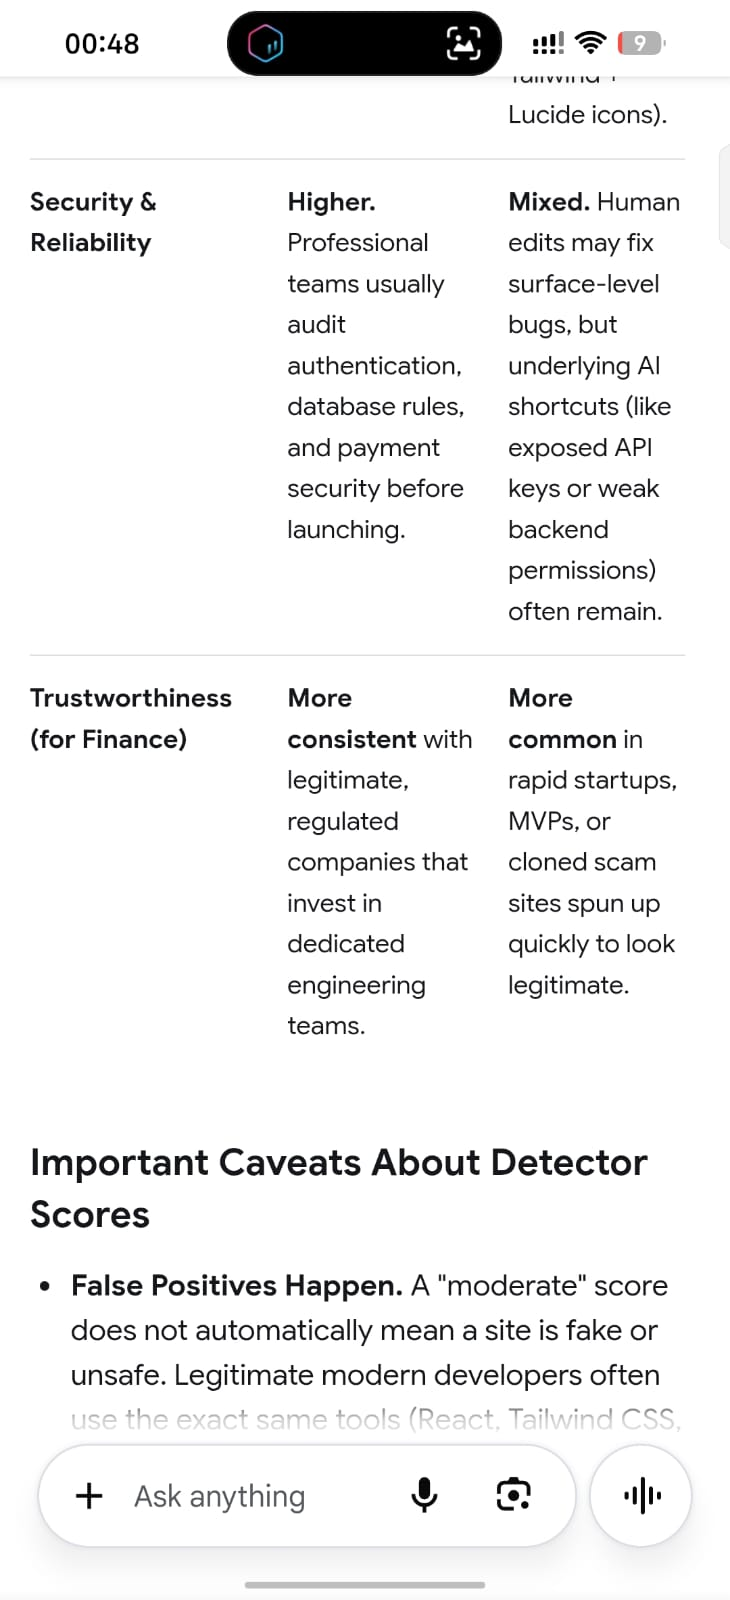 00:48
9
Tailwind +
Lucide icons).
Security &
Reliability
Higher.
Professional
teams usually
audit
authentication,
database rules,
and payment
security before
launching.
Mixed. Human
edits may fix
surface-level
bugs, but
underlying AI
shortcuts (like
exposed API
keys or weak
backend
permissions)
often remain.
Trustworthiness
(for Finance)
More
consistent with
legitimate,
regulated
companies that
invest in
dedicated
engineering
teams.
More
common in
rapid startups,
MVPs, or
cloned scam
sites spun up
quickly to look
legitimate.
Important Caveats About Detector
Scores
• False Positives Happen. A "moderate" score
does not automatically mean a site is fake or
unsafe. Legitimate modern developers often
use the exact same tools (React, Tailwind CSS,
Ask anything